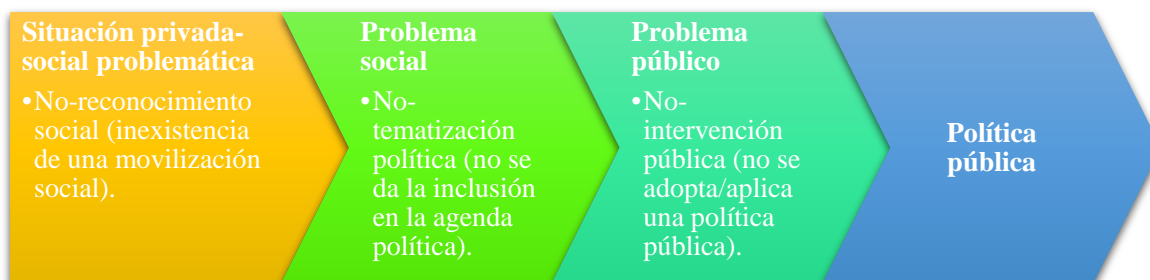 Situación privada-
social problemática
•No-reconocimiento
social (inexistencia
de una movilización
social).
Problema
social
•No-
tematización
política (no se
da la inclusión
en la agenda
política).
Problema
público
•No-
intervención
pública (no se
adopta/aplica
una política
pública).
Política
pública